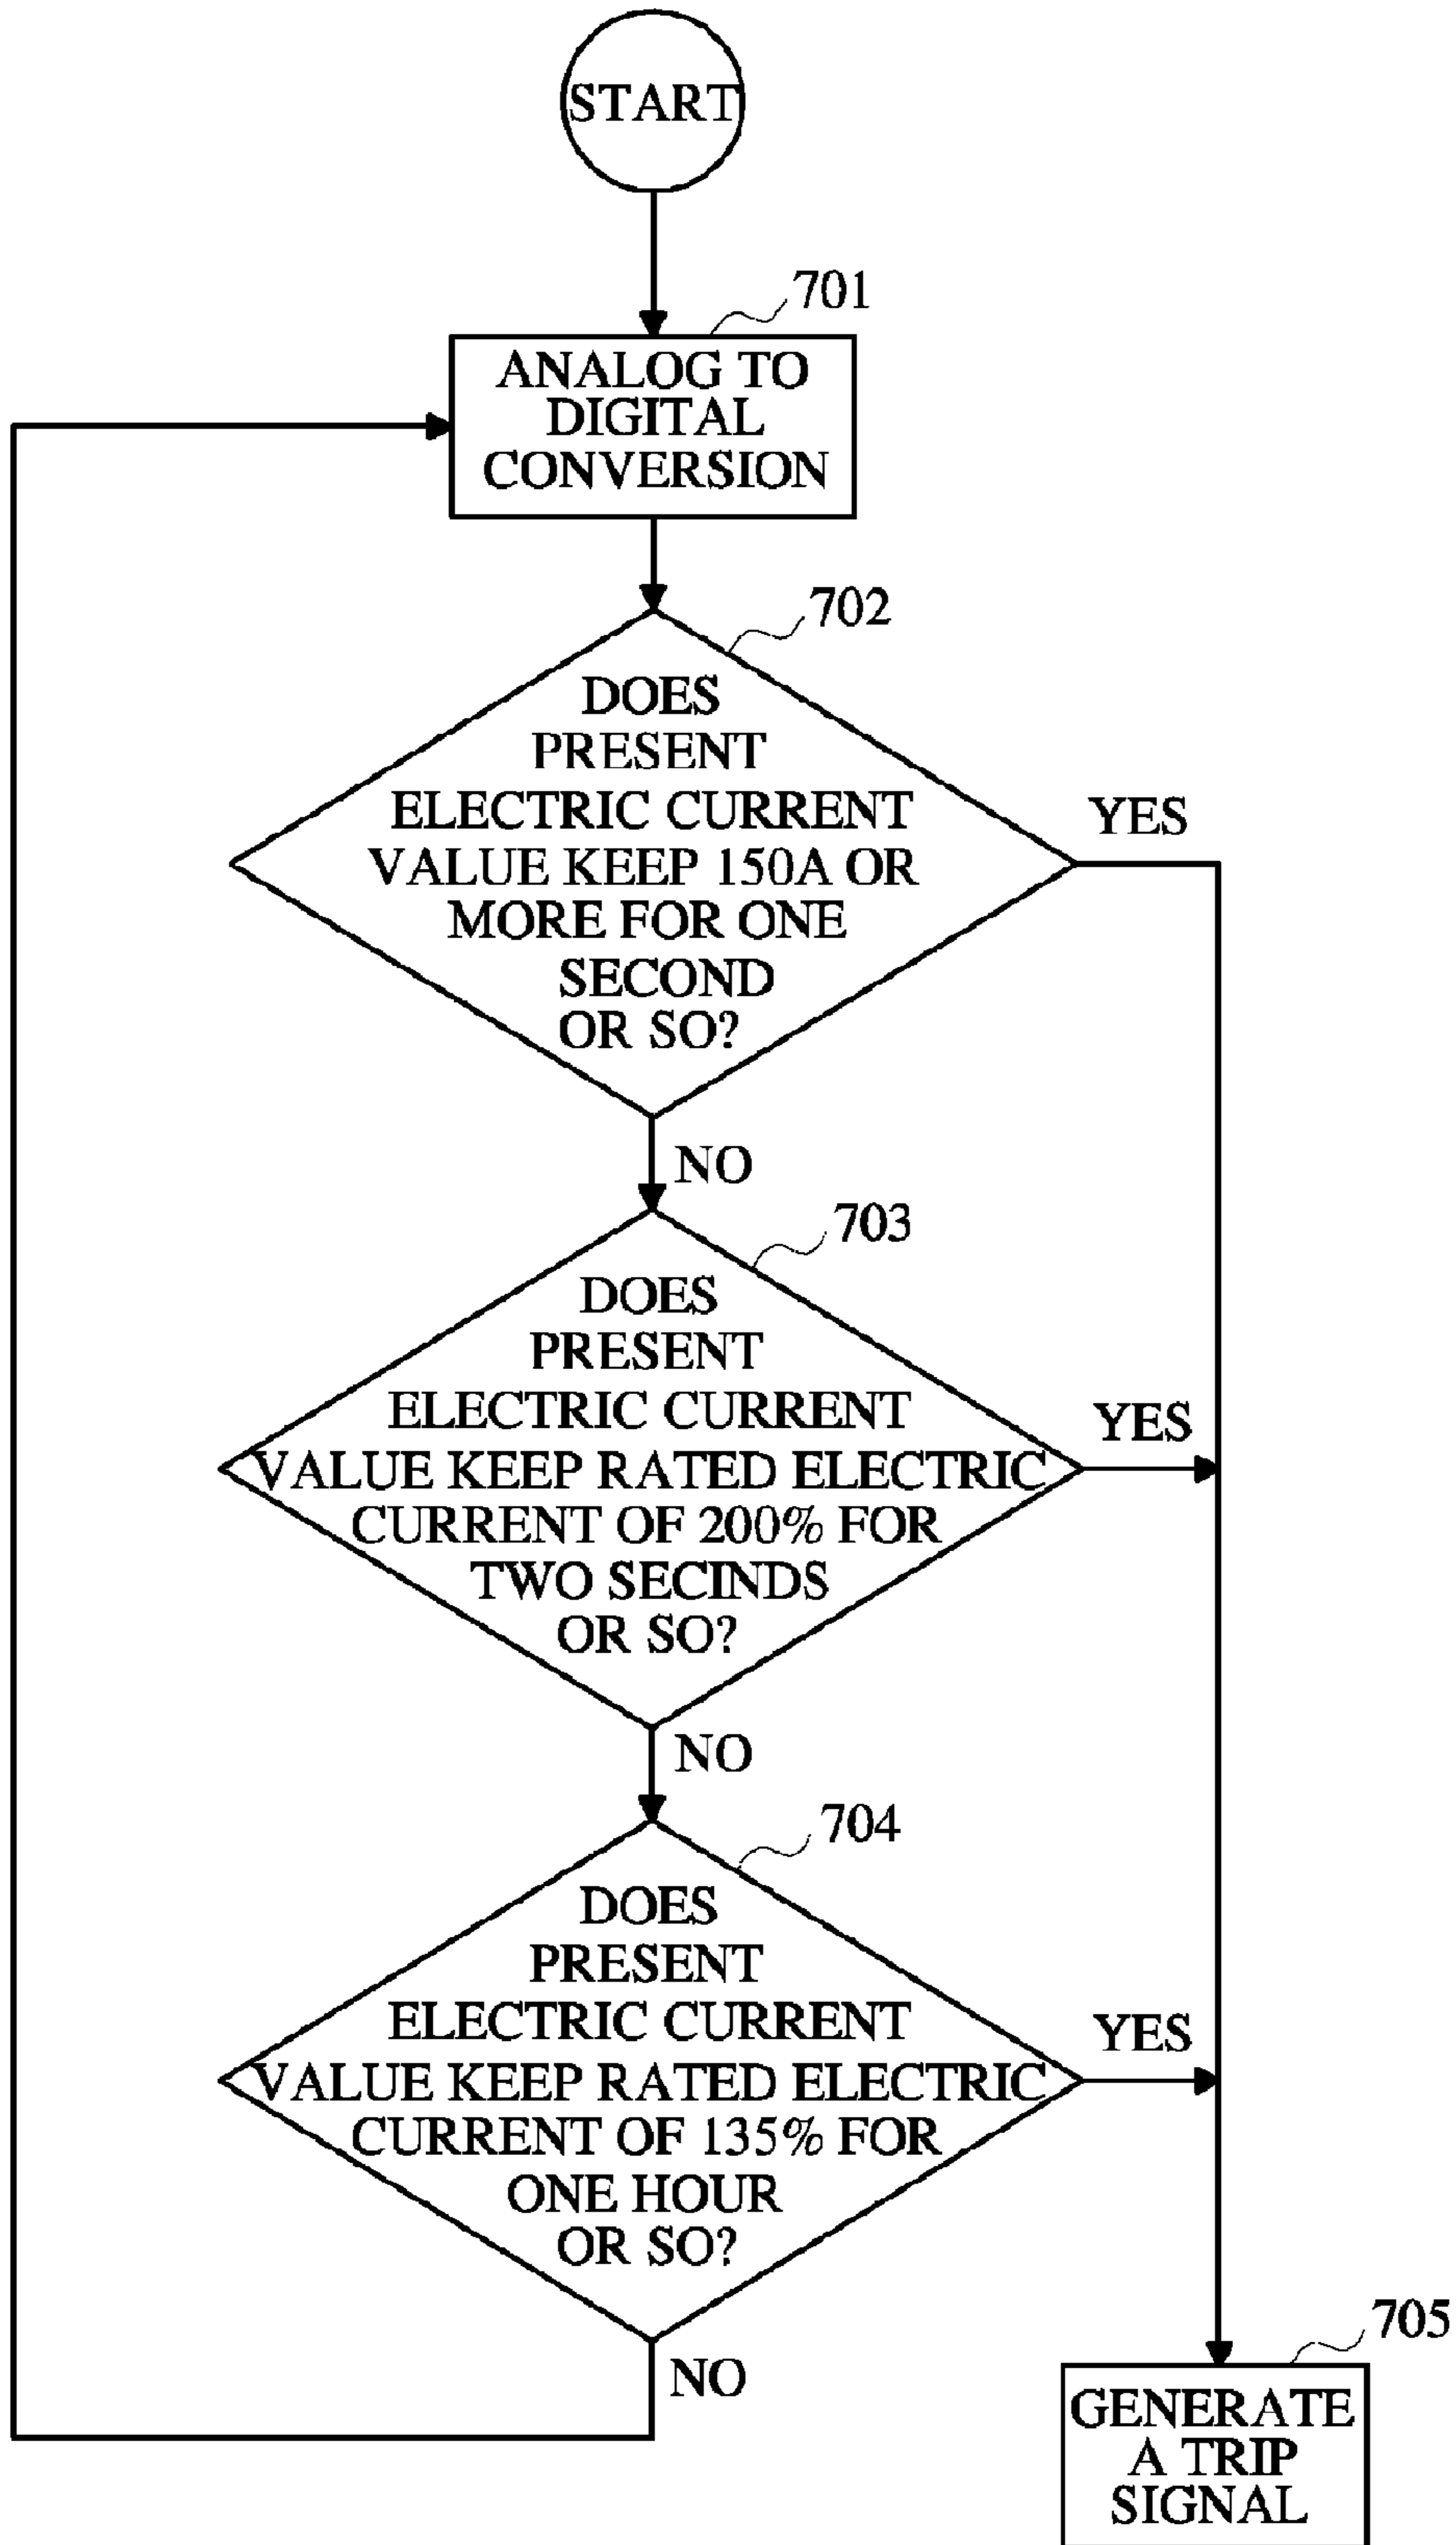 START
701
ANALOG TO
DIGITAL
CONVERSION
702
DOES
PRESENT
ELECTRIC CURRENT
VALUE KEEP 150A OR
MORE FOR ONE
SECOND
OR SO?
YES
NO
703
DOES
PRESENT
ELECTRIC CURRENT
VALUE KEEP RATED ELECTRIC
CURRENT OF 200% FOR
TWO SECINDS
OR SO?
YES
NO
704
DOES
PRESENT
ELECTRIC CURRENT
VALUE KEEP RATED ELECTRIC
CURRENT OF 135% FOR
ONE HOUR
OR SO?
YES
NO
705
GENERATE
A TRIP
SIGNAL